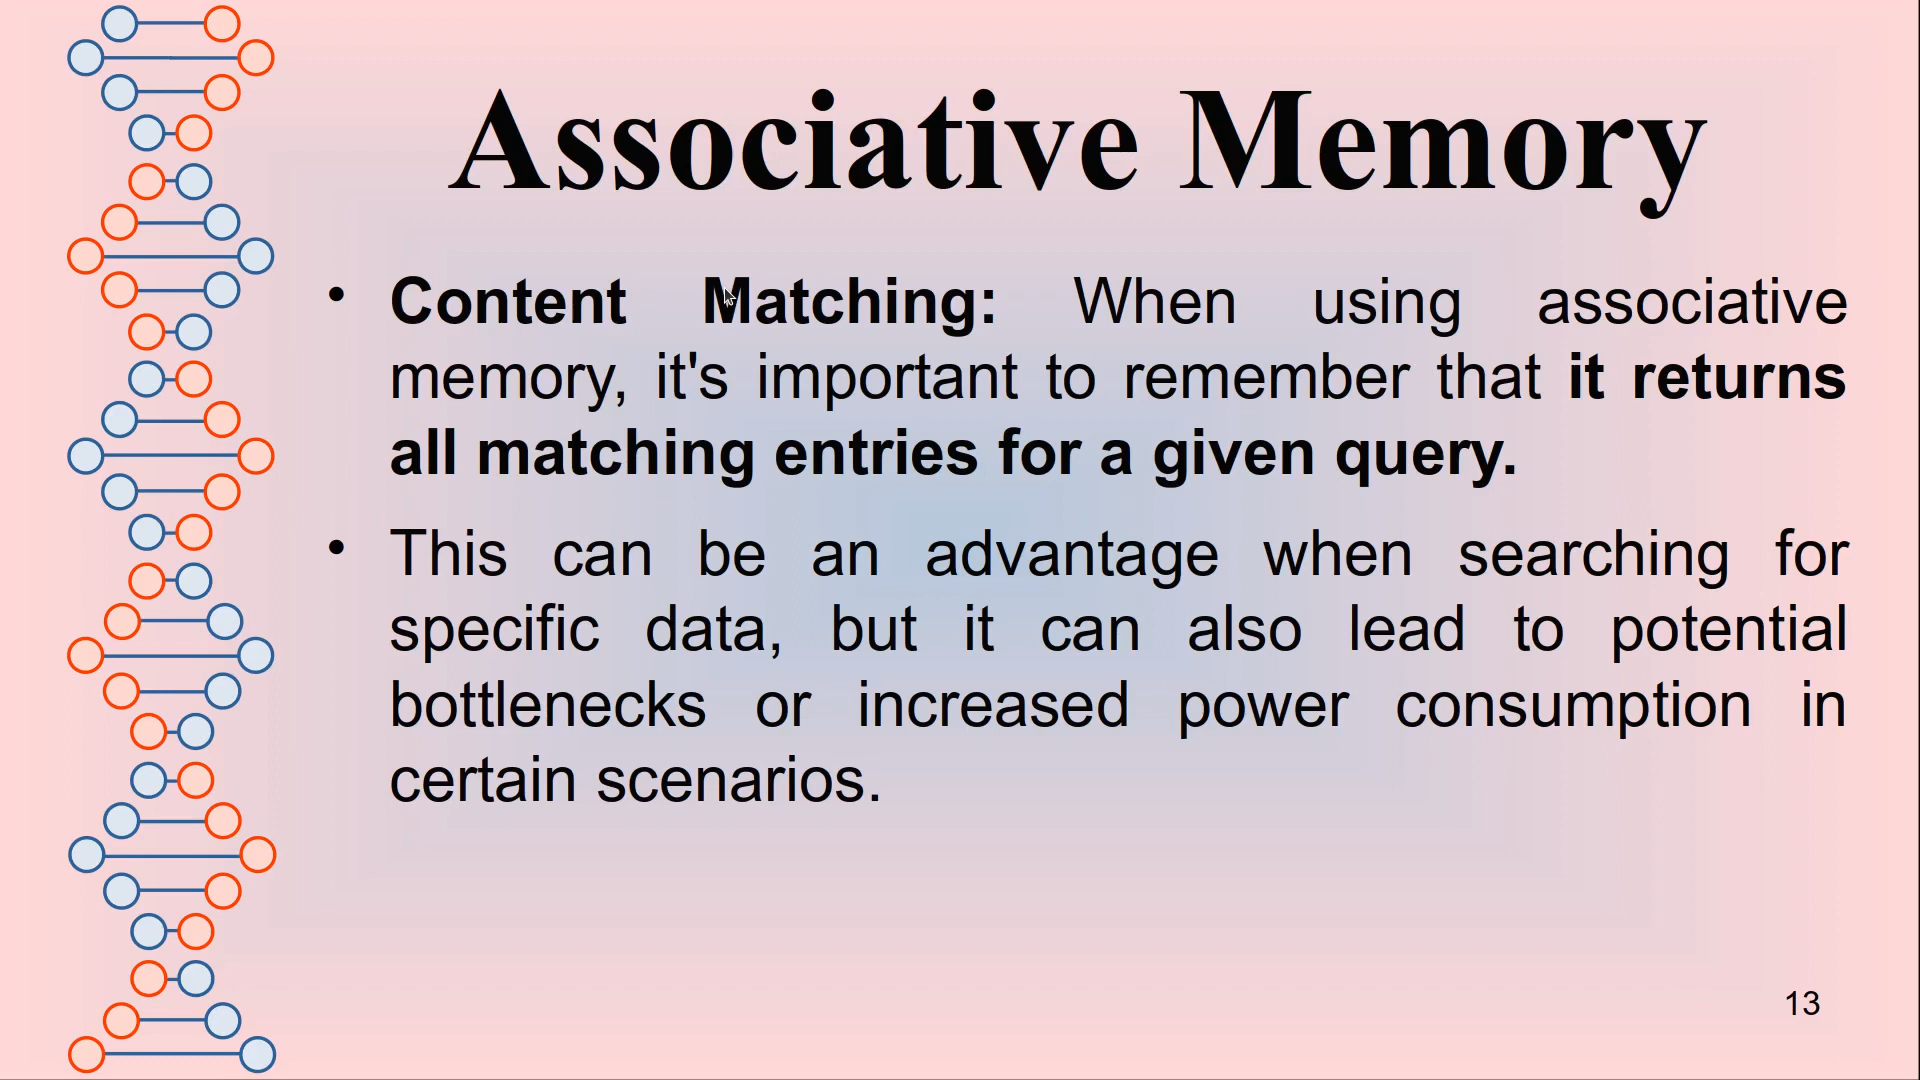 Associative Memory
• Content Matching: When using associative
memory, it's important to remember that it returns
all matching entries for a given query.
• This can be an advantage when searching for
specific data, but it can also lead to potential
bottlenecks or increased power consumption in
certain scenarios.
13